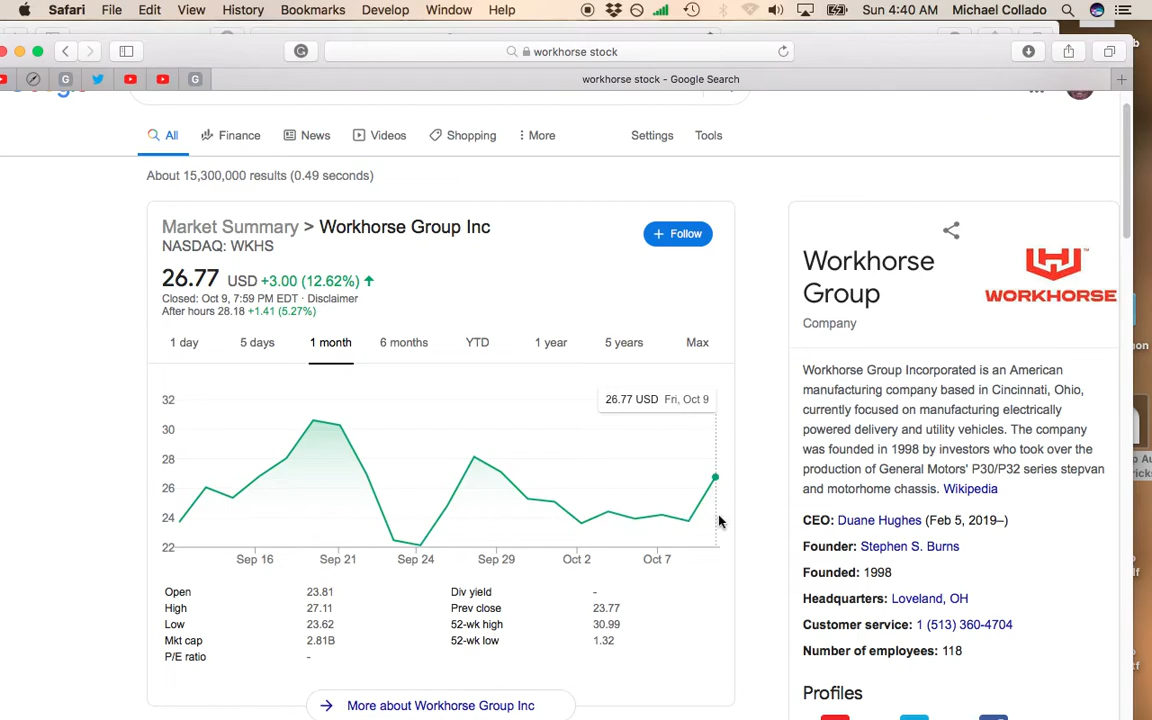 Safari File Edit View History Bookmarks Develop Window Help Sun 4:40 AM Michael Collado
workhorse stock
workhorse stock - Google Search
All Finance News Videos Shopping More Settings Tools
About 15,300,000 results (0.49 seconds)
Market Summary > Workhorse Group Inc
NASDAQ: WKHS
+ Follow
26.77 USD +3.00 (12.62%)
Closed: Oct 9, 7:59 PM EDT · Disclaimer
After hours 28.18 +1.41 (5.27%)
1 day 5 days 1 month 6 months YTD 1 year 5 years Max
26.77 USD Fri, Oct 9
32
30
28
26
24
22
Sep 16 Sep 21 Sep 24 Sep 29 Oct 2 Oct 7
Open 23.81 Div yield -
High 27.11 Prev close 23.77
Low 23.62 52-wk high 30.99
Mkt cap 2.81B 52-wk low 1.32
P/E ratio -
More about Workhorse Group Inc
Workhorse
Group
Company
WORKHORSE
Workhorse Group Incorporated is an American
manufacturing company based in Cincinnati, Ohio,
currently focused on manufacturing electrically
powered delivery and utility vehicles. The company
was founded in 1998 by investors who took over the
production of General Motors' P30/P32 series stepvan
and motorhome chassis. Wikipedia
CEO: Duane Hughes (Feb 5, 2019–)
Founder: Stephen S. Burns
Founded: 1998
Headquarters: Loveland, OH
Customer service: 1 (513) 360-4704
Number of employees: 118
Profiles